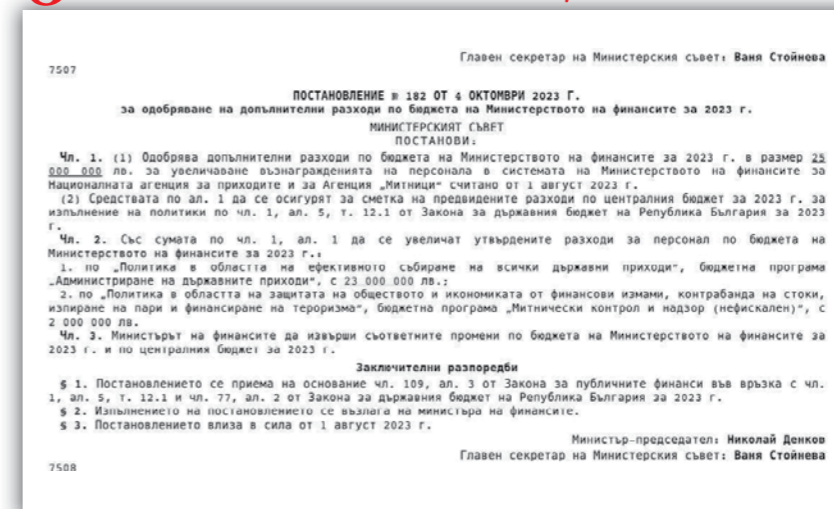 Главен секретар на Министерския съвет: Ваня Стойнева
7507
ПОСТАНОВЛЕНИЕ № 182 ОТ 4 ОКТОМВРИ 2023 Г.
за одобряване на допълнителни разходи по бюджета на Министерството на финансите за 2023 г.
МИНИСТЕРСКИЯТ СЪВЕТ
ПОСТАНОВИ:
Чл. 1. (1) Одобрява допълнителни разходи по бюджета на Министерството на финансите за 2023 г. в размер 25
000 000 лв. за увеличаване възнагражденията на персонала в системата на Министерството на финансите за
Националната агенция за приходите и за Агенция „Митници" считано от 1 август 2023 г.
(2) Средствата по ал. 1 да се осигурят за сметка на предвидените разходи по централния бюджет за 2023 г. за
изпълнение на политики по чл. 1, ал. 5, т. 12.1 от Закона за държавния бюджет на Република България за 2023
г.
Чл. 2. Със сумата по чл. 1, ал. 1 да се увеличат утвърдените разходи за персонал по бюджета на
Министерството на финансите за 2023 г.:
1. по „Политика в областта на ефективното събиране на всички държавни приходи", бюджетна програма
„Администриране на държавните приходи", с 23 000 000 лв.;
2. по „Политика в областта на защитата на обществото и икономиката от финансови измами, контрабанда на стоки,
изпиране на пари и финансиране на тероризма", бюджетна програма „Митнически контрол и надзор (нефискален)", с
2 000 000 лв.
Чл. 3. Министърът на финансите да извърши съответните промени по бюджета на Министерството на финансите за
2023 г. и по централния бюджет за 2023 г.
Заключителни разпоредби
§ 1. Постановлението се приема на основание чл. 109, ал. 3 от Закона за публичните финанси във връзка с чл.
1, ал. 5, т. 12.1 и чл. 77, ал. 2 от Закона за държавния бюджет на Република България за 2023 г.
§ 2. Изпълнението на постановлението се възлага на министъра на финансите.
§ 3. Постановлението влиза в сила от 1 август 2023 г.
Министър-председател: Николай Денков
Главен секретар на Министерския съвет: Ваня Стойнева
7508